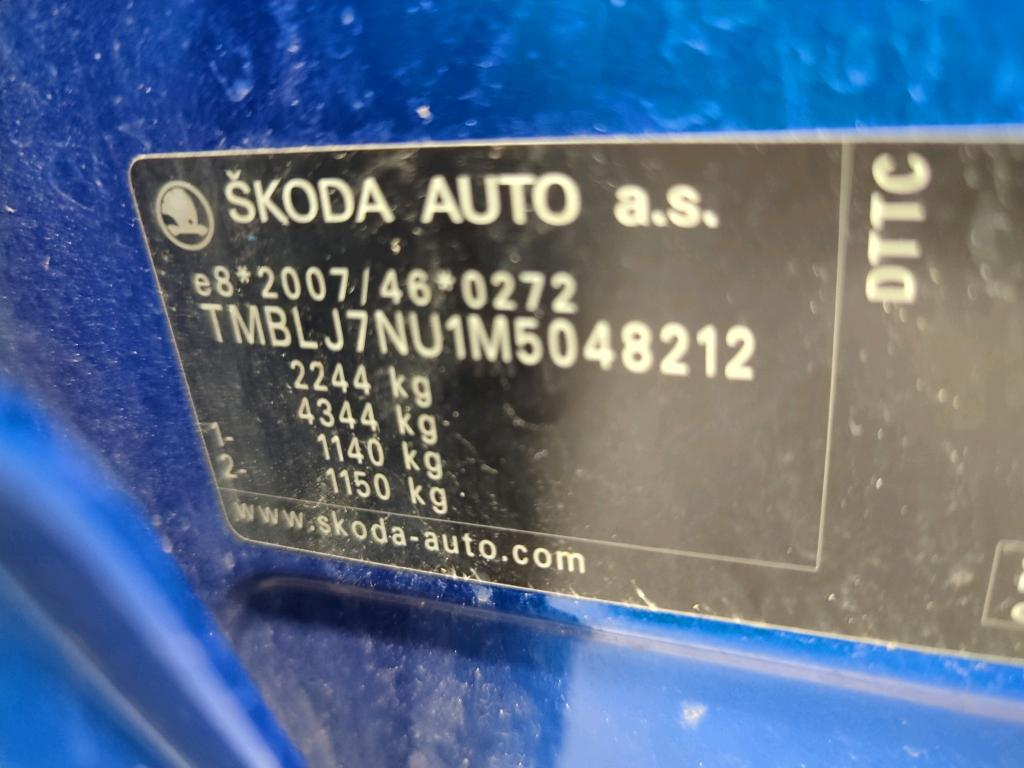 ŠKODA AUTO a.s.
e8*2007/46*0272
TMBLJ7NU1M5048212
2244 kg
4344 kg
1- 1140 kg
2- 1150 kg
www.skoda-auto.com
DTTC